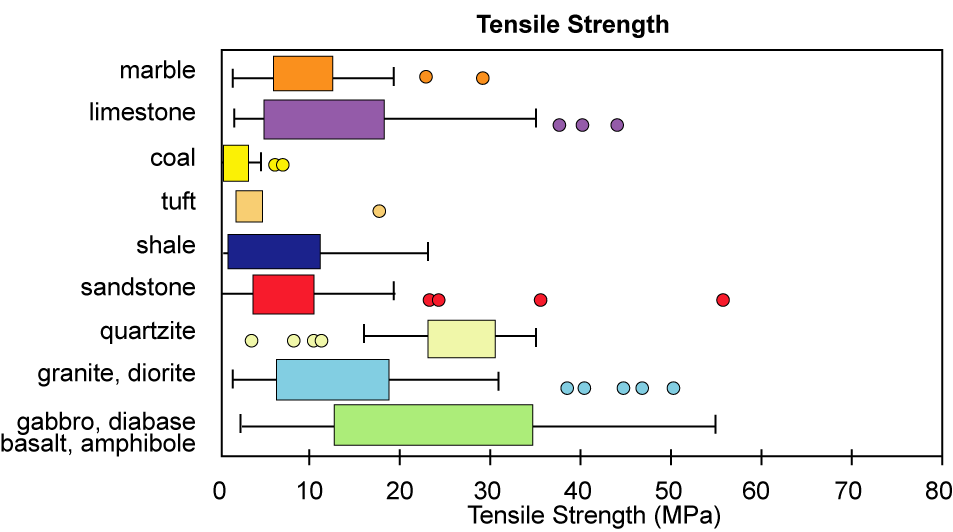 Tensile Strength
marble
limestone
coal
tuft
shale
sandstone
quartzite
granite, diorite
gabbro, diabase
basalt, amphibole
0 10 20 30 40 50 60 70 80
Tensile Strength (MPa)